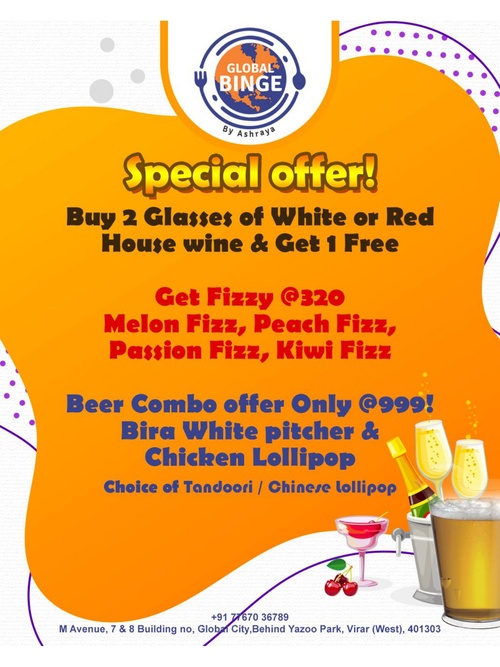 GLOBAL
BINGE
By Ashraya
Special offer!
Buy 2 Glasses of White or Red
House wine & Get 1 Free
Get Fizzy @320
Melon Fizz, Peach Fizz,
Passion Fizz, Kiwi Fizz
Beer Combo offer Only @999!
Bira White pitcher &
Chicken Lollipop
Choice of Tandoori / Chinese Lollipop
+91 77670 36789
M Avenue, 7 & 8 Building no, Global City,Behind Yazoo Park, Virar (West), 401303